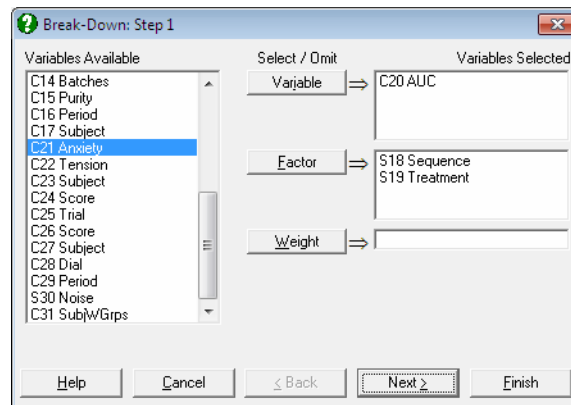 Break-Down: Step 1
Variables Available
Select / Omit
Variables Selected
C14 Batches
C15 Purity
C16 Period
C17 Subject
C21 Anxiety
C22 Tension
C23 Subject
C24 Score
C25 Trial
C26 Score
C27 Subject
C28 Dial
C29 Period
S30 Noise
C31 SubjWGrps
Variable
C20 AUC
Factor
S18 Sequence
S19 Treatment
Weight
Help
Cancel
< Back
Next >
Finish